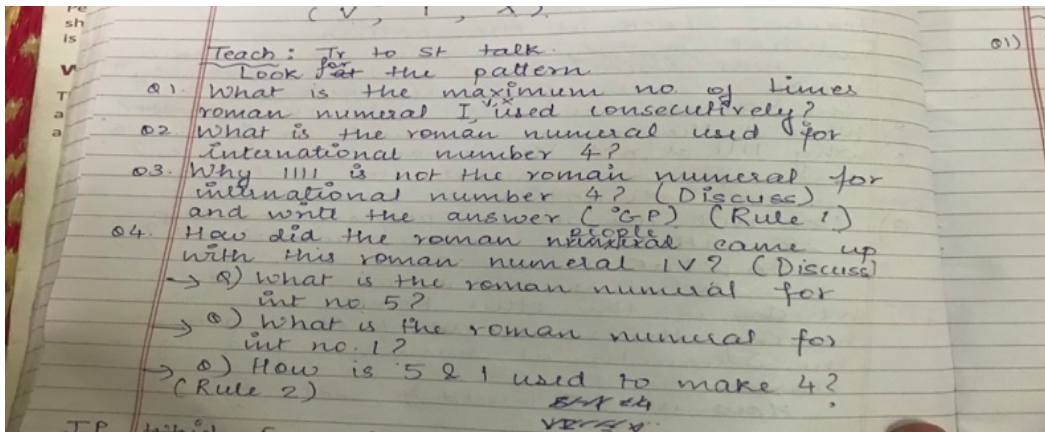 (V, I, X).
sh
is
Teach : Tr to St talk.
Look for the pattern
Q1. What is the maximum no. of times
roman numeral I, V, X used consecutively?
Q2 What is the roman numeral used for
international number 4?
Q3. Why IIII is not the roman numeral for
international number 4? (Discuss)
and write the answer (GP) (Rule 1)
Q4. How did the roman people came up
with this roman numeral IV? (Discuss)
→ Q) What is the roman numeral for
int no. 5?
→ Q) What is the roman numeral for
int no. 1?
→ Q) How is 5 & 1 used to make 4?
(Rule 2)
Q1)